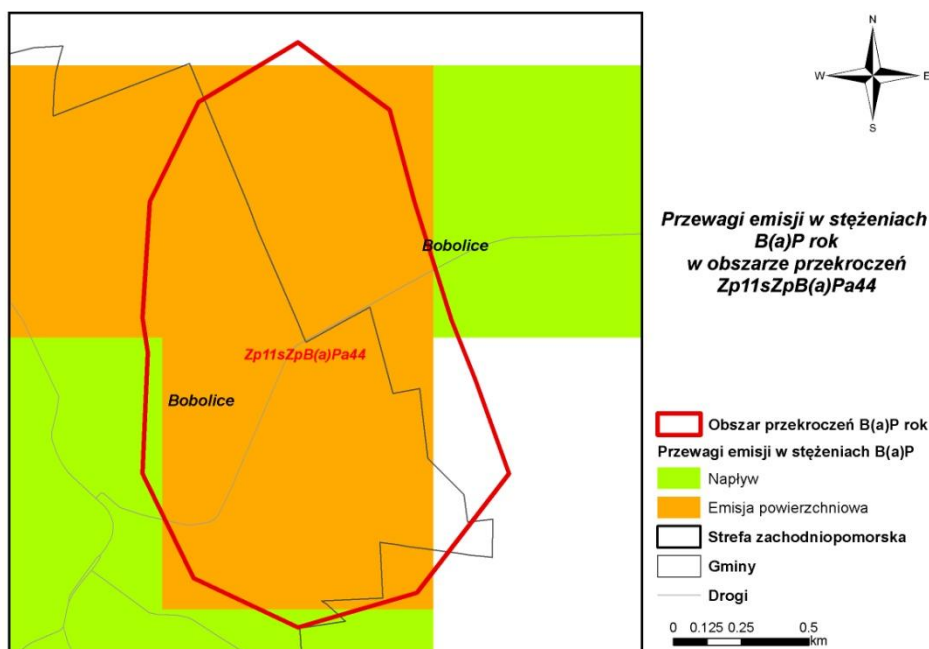 N
W E
S
Przewagi emisji w stężeniach
B(a)P rok
w obszarze przekroczeń
Zp11sZpB(a)Pa44
Bobolice
Zp11sZpB(a)Pa44
Bobolice
Obszar przekroczeń B(a)P rok
Przewagi emisji w stężeniach B(a)P
Napływ
Emisja powierzchniowa
Strefa zachodniopomorska
Gminy
Drogi
0 0.125 0.25 0.5
km